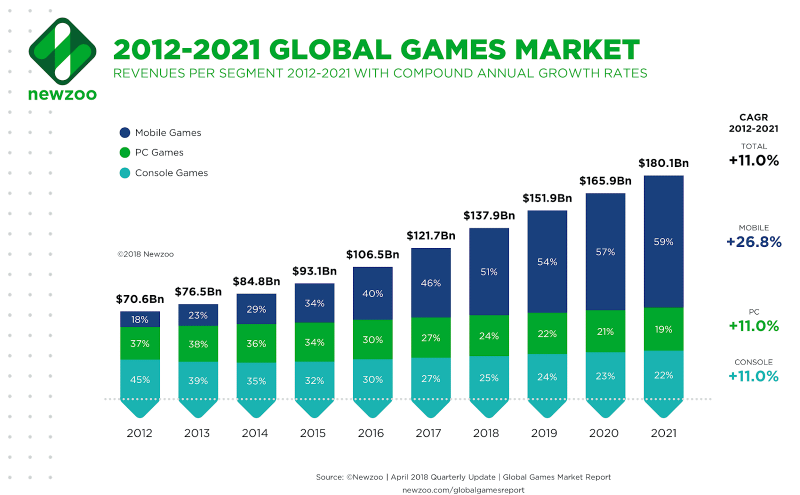 newzoo
2012-2021 GLOBAL GAMES MARKET
REVENUES PER SEGMENT 2012-2021 WITH COMPOUND ANNUAL GROWTH RATES
Mobile Games
PC Games
Console Games
©2018 Newzoo
$70.6Bn
18%
37%
45%
2012
$76.5Bn
23%
38%
39%
2013
$84.8Bn
29%
36%
35%
2014
$93.1Bn
34%
34%
32%
2015
$106.5Bn
40%
30%
30%
2016
$121.7Bn
46%
27%
27%
2017
$137.9Bn
51%
24%
25%
2018
$151.9Bn
54%
22%
24%
2019
$165.9Bn
57%
21%
23%
2020
$180.1Bn
59%
19%
22%
2021
CAGR
2012-2021
TOTAL
+11.0%
MOBILE
+26.8%
PC
+11.0%
CONSOLE
+11.0%
Source: ©Newzoo | April 2018 Quarterly Update | Global Games Market Report
newzoo.com/globalgamesreport